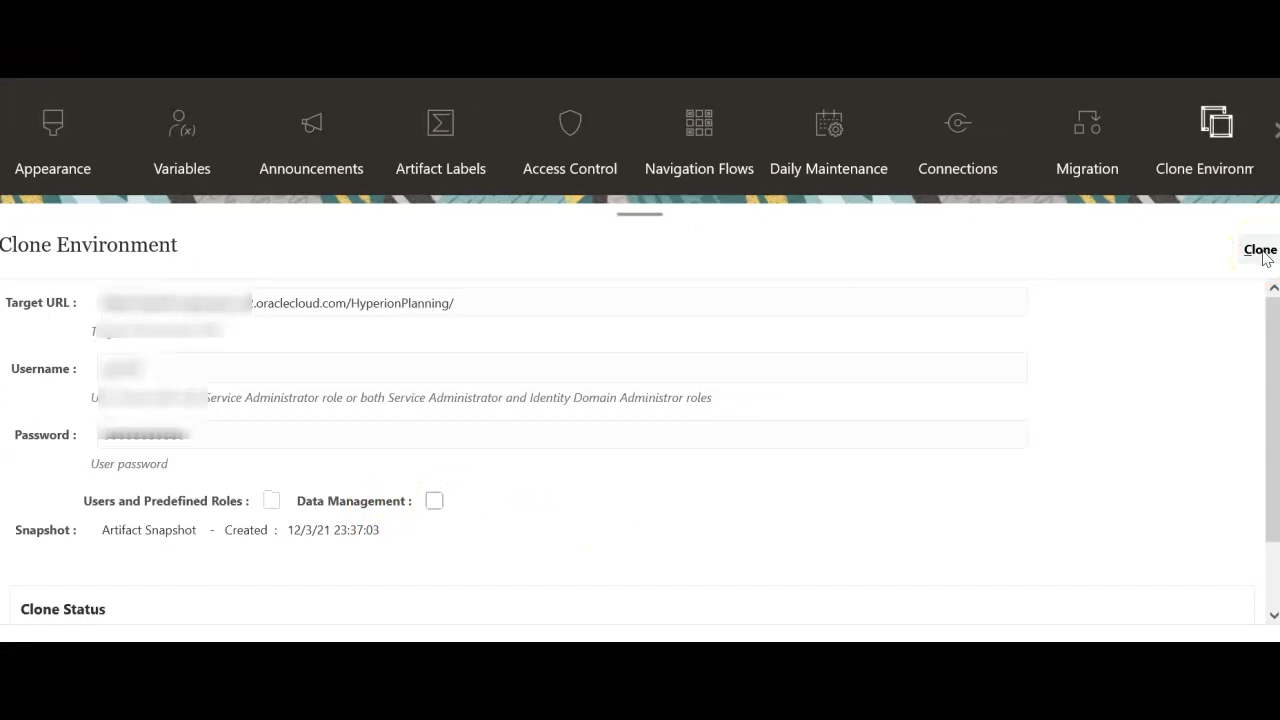 Appearance
Variables
Announcements
Artifact Labels
Access Control
Navigation Flows
Daily Maintenance
Connections
Migration
Clone Environm
Clone Environment
Clone
Target URL :
.oraclecloud.com/HyperionPlanning/
Username :
Service Administrator role or both Service Administrator and Identity Domain Administror roles
Password :
User password
Users and Predefined Roles :
Data Management :
Snapshot : Artifact Snapshot - Created : 12/3/21 23:37:03
Clone Status